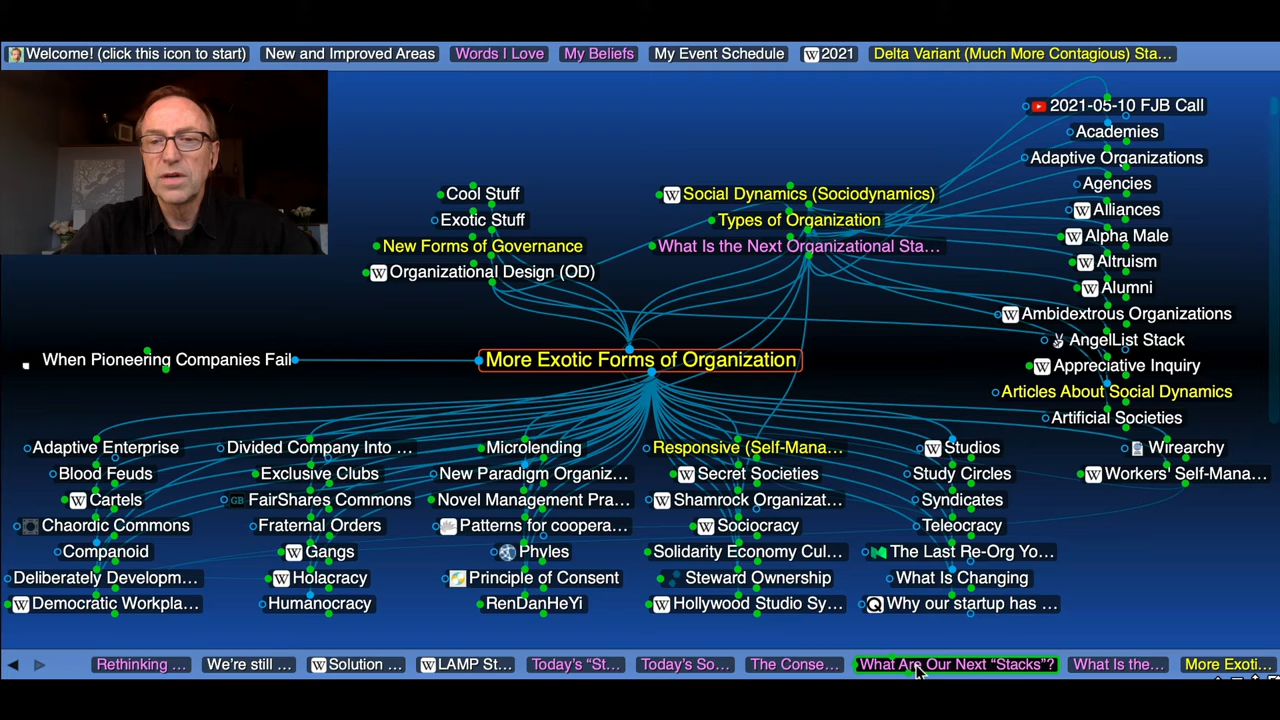 Welcome! (click this icon to start)
New and Improved Areas
Words I Love
My Beliefs
My Event Schedule
W 2021
Delta Variant (Much More Contagious) Sta...
2021-05-10 FJB Call
Academies
Adaptive Organizations
Agencies
W Alliances
W Alpha Male
W Altruism
W Alumni
W Ambidextrous Organizations
AngelList Stack
W Appreciative Inquiry
Articles About Social Dynamics
Artificial Societies
Cool Stuff
Exotic Stuff
New Forms of Governance
W Organizational Design (OD)
W Social Dynamics (Sociodynamics)
Types of Organization
What Is the Next Organizational Sta...
When Pioneering Companies Fail
More Exotic Forms of Organization
Adaptive Enterprise
Blood Feuds
W Cartels
Chaordic Commons
Companoid
Deliberately Developm...
W Democratic Workpla...
Divided Company Into ...
Exclusive Clubs
GB FairShares Commons
Fraternal Orders
W Gangs
W Holacracy
Humanocracy
Microlending
New Paradigm Organiz...
Novel Management Pra...
Patterns for coopera...
Phyles
Principle of Consent
RenDanHeYi
Responsive (Self-Mana...
W Secret Societies
W Shamrock Organizat...
W Sociocracy
Solidarity Economy Cul...
Steward Ownership
W Hollywood Studio Sy...
W Studios
Study Circles
Syndicates
Teleocracy
The Last Re-Org Yo...
What Is Changing
Q Why our startup has ...
Wirearchy
W Workers' Self-Mana...
Rethinking ...
We're still ...
W Solution ...
W LAMP St...
Today's "St...
Today's So...
The Conse...
What Are Our Next "Stacks"?
What Is the...
More Exoti...